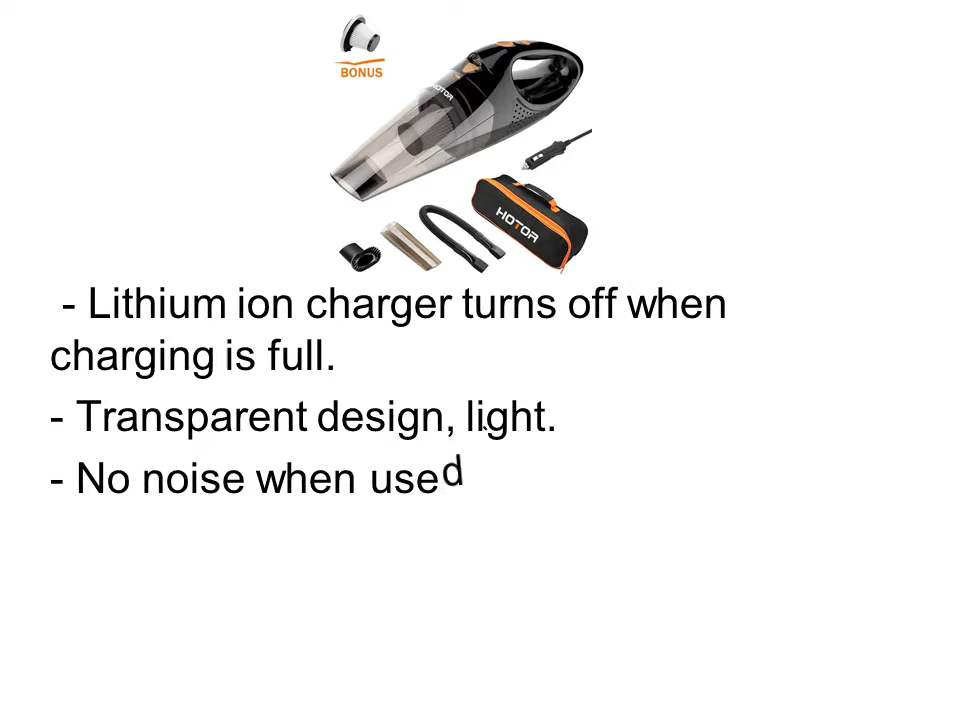 BONUS
HOTOR
HOTOR
- Lithium ion charger turns off when
charging is full.
- Transparent design, light.
- No noise when used